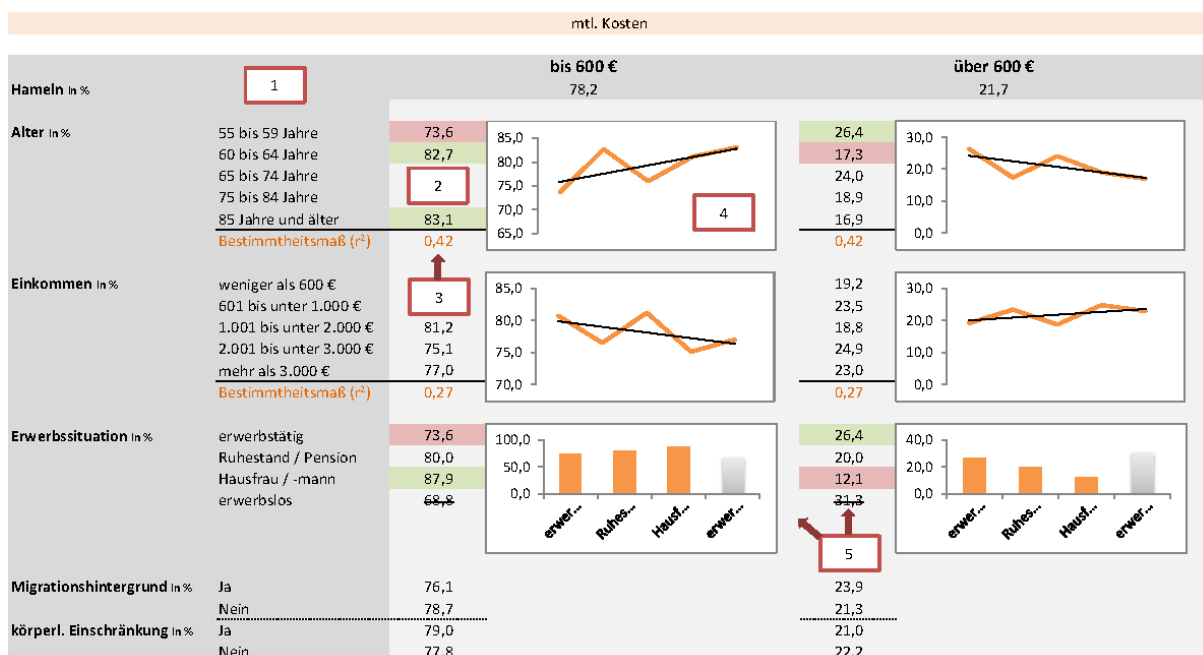 mtl. Kosten
bis 600 € über 600 €
Hameln in % 1 78,2 21,7
Alter in % 55 bis 59 Jahre 73,6 26,4
60 bis 64 Jahre 82,7 17,3
65 bis 74 Jahre 2 24,0
75 bis 84 Jahre 18,9
85 Jahre und älter 83,1 16,9
Bestimmtheitsmaß (r²) 0,42 0,42
85,0
80,0
75,0
70,0
65,0
4
30,0
20,0
10,0
0,0
Einkommen in % weniger als 600 € 3 19,2
601 bis unter 1.000 € 23,5
1.001 bis unter 2.000 € 81,2 18,8
2.001 bis unter 3.000 € 75,1 24,9
mehr als 3.000 € 77,0 23,0
Bestimmtheitsmaß (r²) 0,27 0,27
85,0
80,0
75,0
70,0
30,0
20,0
10,0
0,0
Erwerbssituation in % erwerbstätig 73,6 26,4
Ruhestand / Pension 80,0 20,0
Hausfrau / -mann 87,9 12,1
erwerbslos 68,8 31,3
100,0
50,0
0,0
erwer... Ruhes... Hausf... erwer...
5
40,0
20,0
0,0
erwer... Ruhes... Hausf... erwer...
Migrationshintergrund in % Ja 76,1 23,9
Nein 78,7 21,3
körperl. Einschränkung in % Ja 79,0 21,0
Nein 77,8 22,2